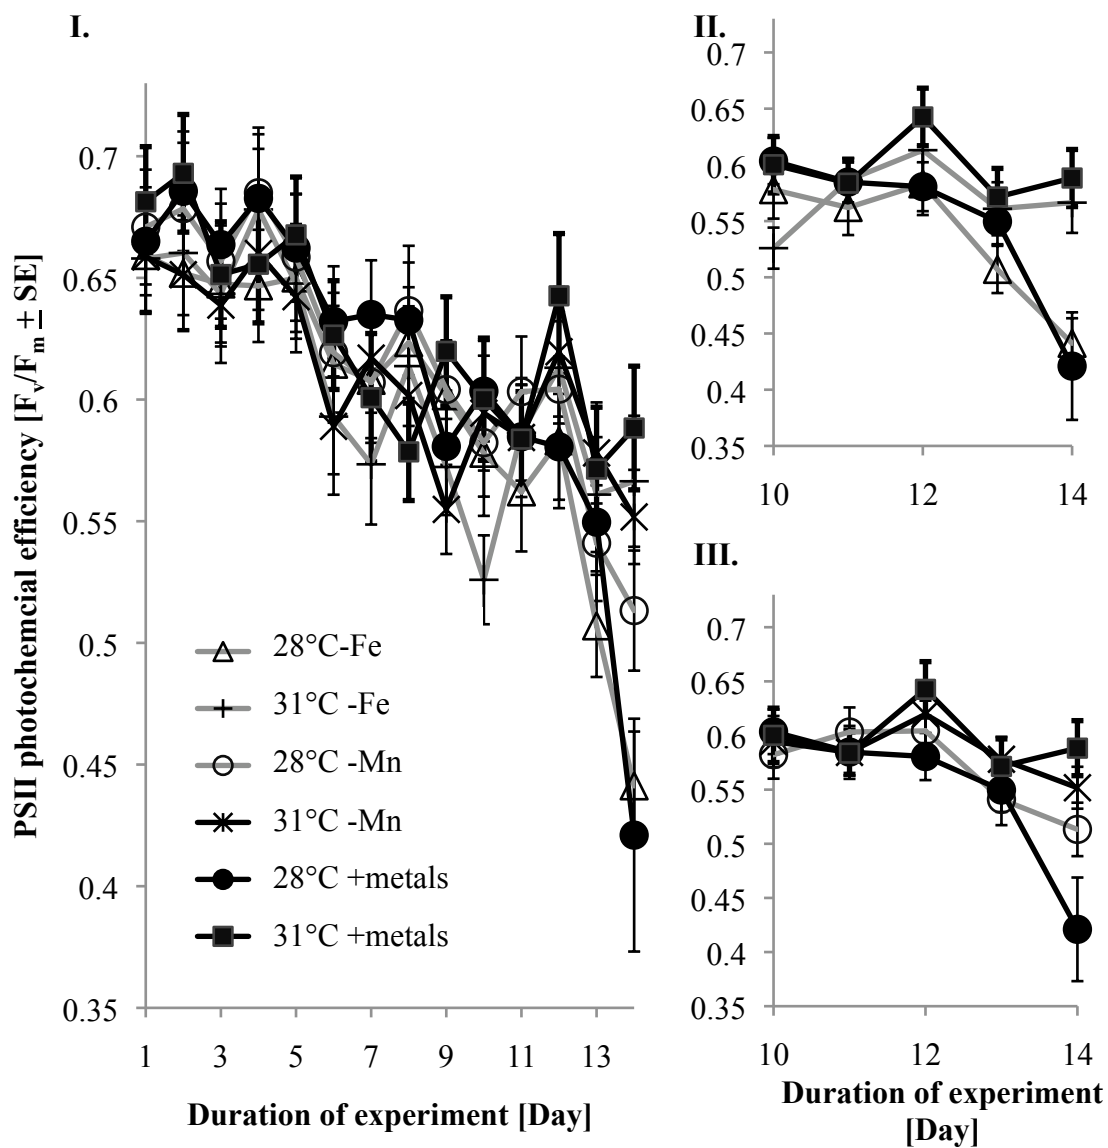 I.
PSII photochemcial efficiency [Fv/Fm ± SE]
0.7
0.65
0.6
0.55
0.5
0.45
0.4
0.35
1 3 5 7 9 11 13
Duration of experiment [Day]
28°C-Fe
31°C -Fe
28°C -Mn
31°C -Mn
28°C +metals
31°C +metals
II.
0.7
0.65
0.6
0.55
0.5
0.45
0.4
0.35
10 12 14
III.
0.7
0.65
0.6
0.55
0.5
0.45
0.4
0.35
10 12 14
Duration of experiment
[Day]